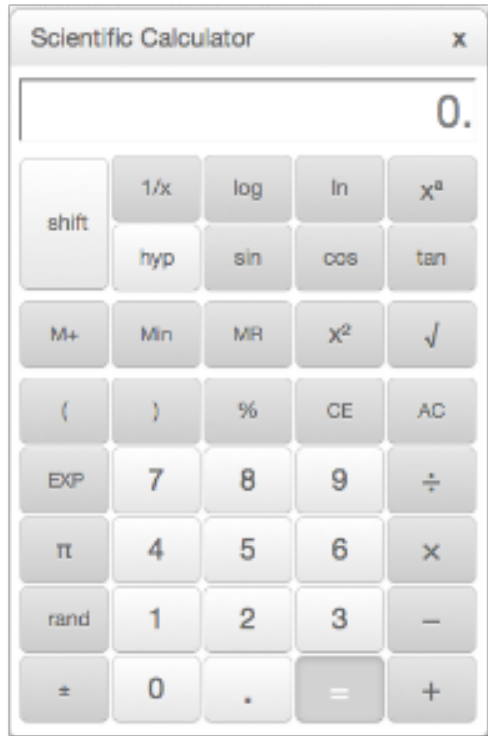 Scientific Calculator x
0.
shift 1/x log ln xª
hyp sin cos tan
M+ Min MR x² √
( ) % CE AC
EXP 7 8 9 ÷
π 4 5 6 ×
rand 1 2 3 −
± 0 . = +